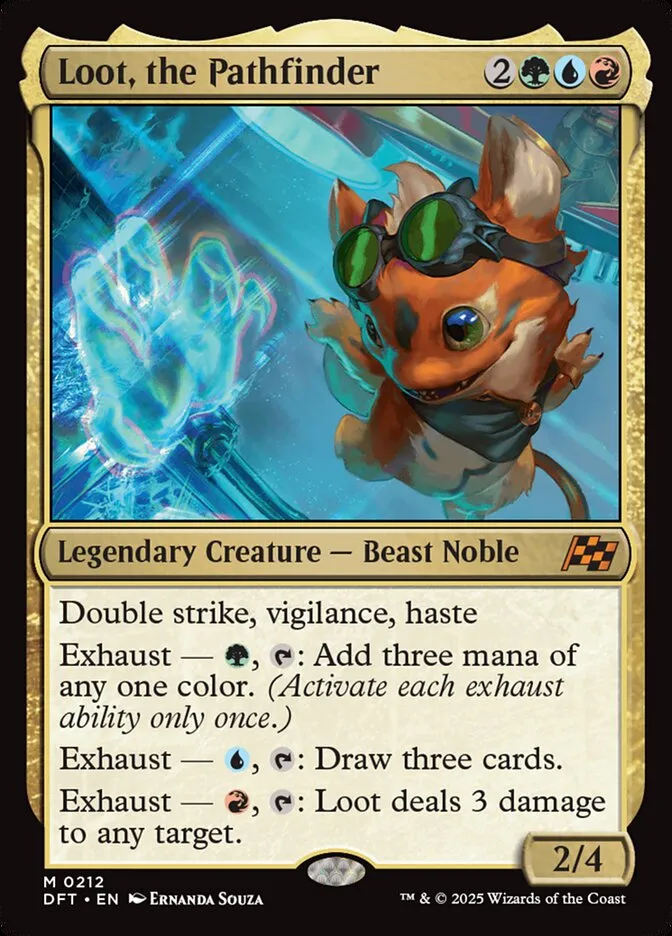 Loot, the Pathfinder 2
Legendary Creature — Beast Noble
Double strike, vigilance, haste
Exhaust — , : Add three mana of
any one color. (Activate each exhaust
ability only once.)
Exhaust — , : Draw three cards.
Exhaust — , : Loot deals 3 damage
to any target.
2/4
M 0212
DFT • EN Ernanda Souza
™ & © 2025 Wizards of the Coast